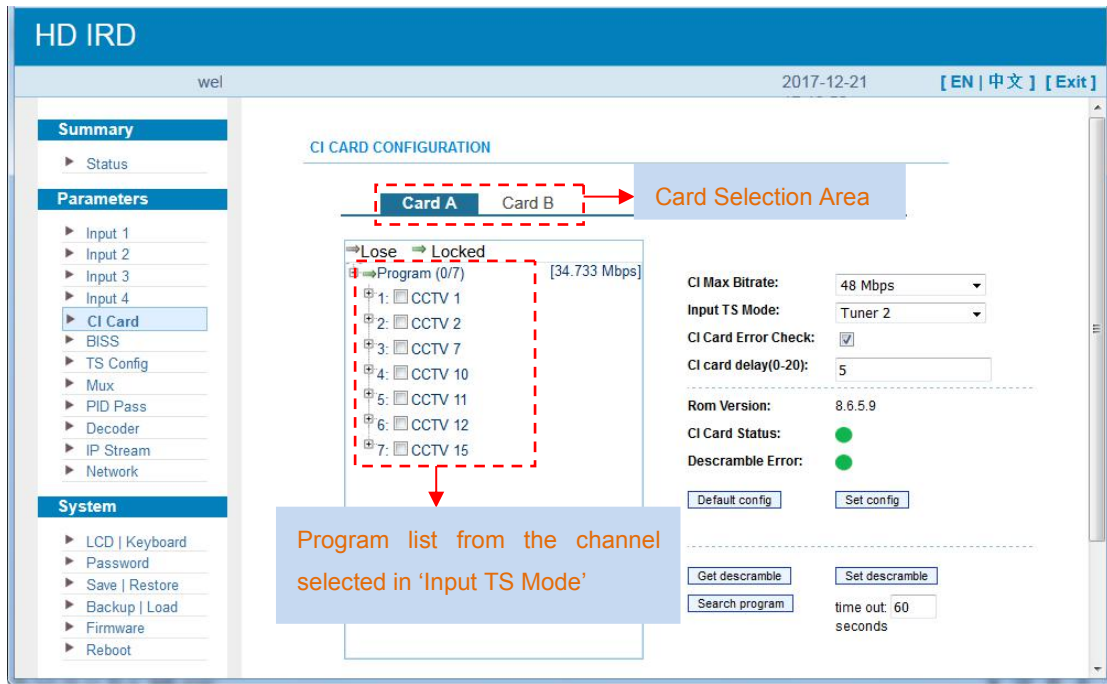 HD IRD
wel
2017-12-21
[ EN | 中文 ] [ Exit ]
Summary
Status
Parameters
Input 1
Input 2
Input 3
Input 4
CI Card
BISS
TS Config
Mux
PID Pass
Decoder
IP Stream
Network
System
LCD | Keyboard
Password
Save | Restore
Backup | Load
Firmware
Reboot
CI CARD CONFIGURATION
Card A Card B
Card Selection Area
Lose Locked
Program (0/7) [34.733 Mbps]
1: CCTV 1
2: CCTV 2
3: CCTV 7
4: CCTV 10
5: CCTV 11
6: CCTV 12
7: CCTV 15
Program list from the channel
selected in ‘Input TS Mode’
CI Max Bitrate: 48 Mbps
Input TS Mode: Tuner 2
CI Card Error Check:
CI card delay(0-20): 5
Rom Version: 8.6.5.9
CI Card Status:
Descramble Error:
Default config Set config
Get descramble Set descramble
Search program time out: 60
seconds